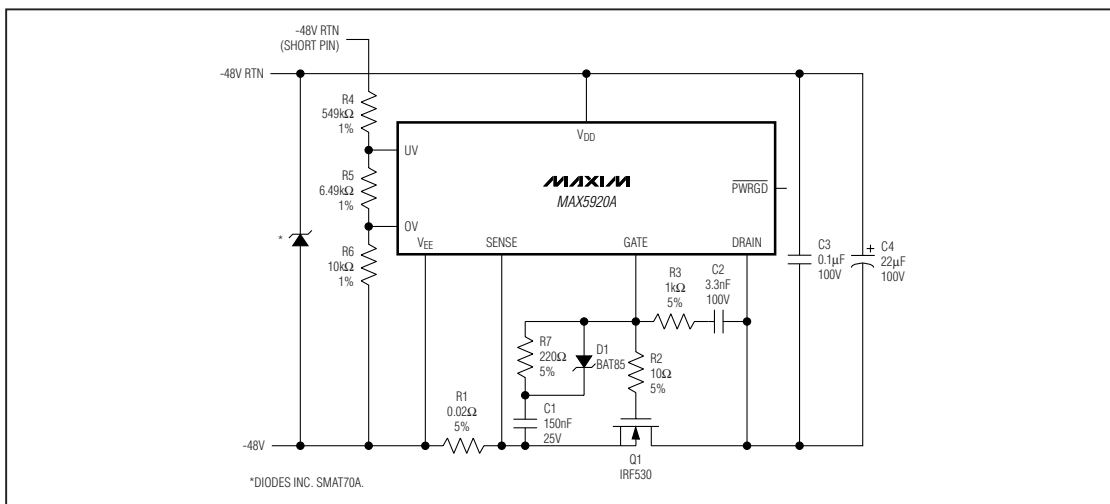 -48V RTN
(SHORT PIN)
-48V RTN
R4
549kΩ
1%
UV
R5
6.49kΩ
1%
OV
R6
10kΩ
1%
*
VDD
MAXIM
MAX5920A
PWRGD
VEE
SENSE
GATE
DRAIN
C3
0.1µF
100V
+
C4
22µF
100V
R3
1kΩ
5%
C2
3.3nF
100V
R7
220Ω
5%
D1
BAT85
R2
10Ω
5%
R1
0.02Ω
5%
C1
150nF
25V
-48V
Q1
IRF530
*DIODES INC. SMAT70A.